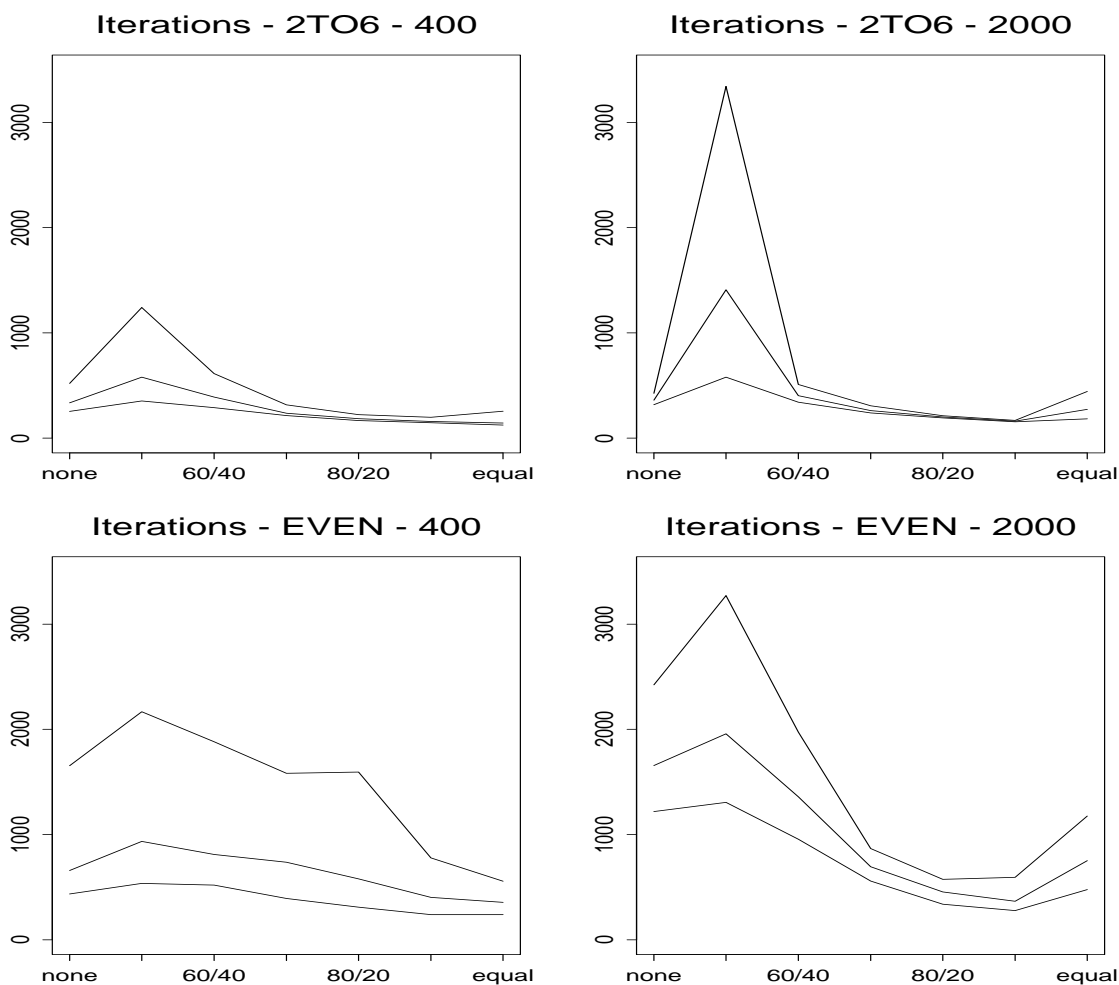 Iterations - 2TO6 - 400
3000
2000
1000
0
none 60/40 80/20 equal
Iterations - 2TO6 - 2000
3000
2000
1000
0
none 60/40 80/20 equal
Iterations - EVEN - 400
3000
2000
1000
0
none 60/40 80/20 equal
Iterations - EVEN - 2000
3000
2000
1000
0
none 60/40 80/20 equal